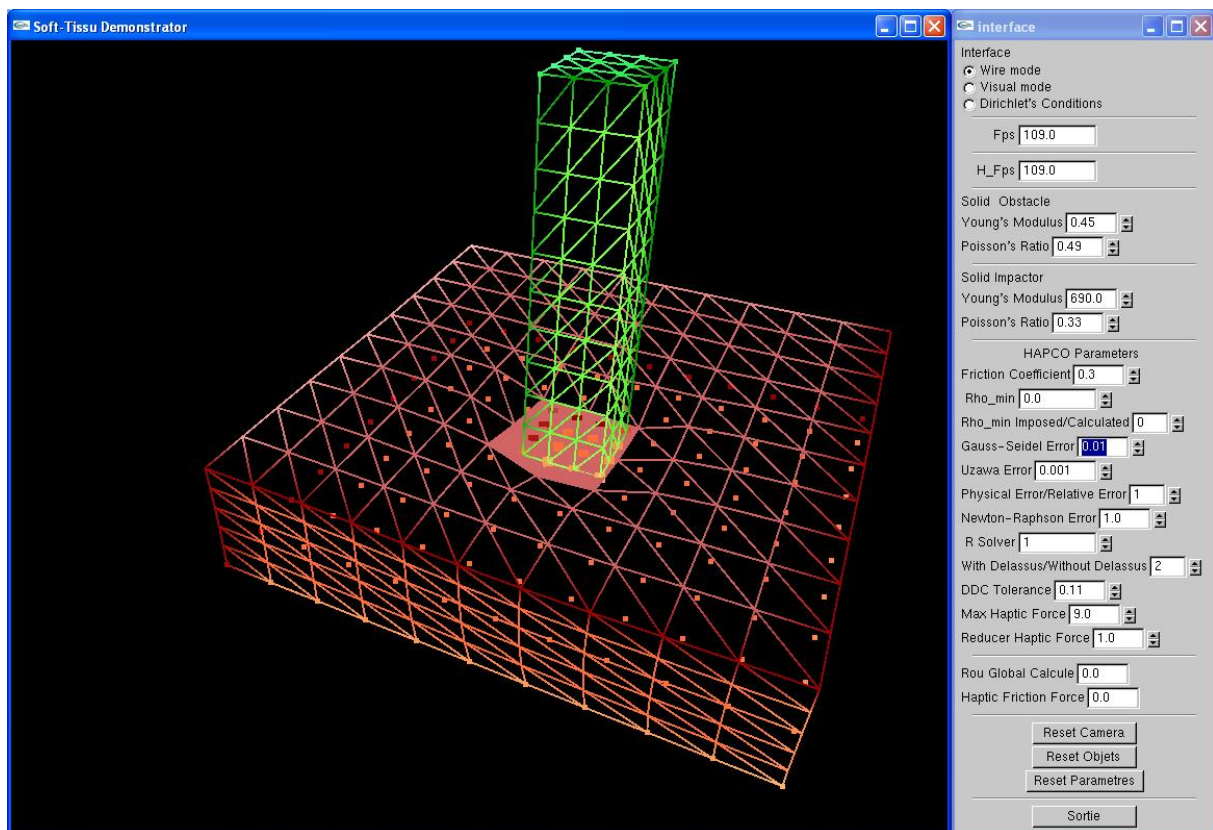 Soft-Tissu Demonstrator
interface
Interface
Wire mode
Visual mode
Dirichlet's Conditions
Fps 109.0
H_Fps 109.0
Solid Obstacle
Young's Modulus 0.45
Poisson's Ratio 0.49
Solid Impactor
Young's Modulus 690.0
Poisson's Ratio 0.33
HAPCO Parameters
Friction Coefficient 0.3
Rho_min 0.0
Rho_min Imposed/Calculated 0
Gauss-Seidel Error 0.01
Uzawa Error 0.001
Physical Error/Relative Error 1
Newton-Raphson Error 1.0
R Solver 1
With Delassus/Without Delassus 2
DDC Tolerance 0.11
Max Haptic Force 9.0
Reducer Haptic Force 1.0
Rou Global Calcule 0.0
Haptic Friction Force 0.0
Reset Camera
Reset Objets
Reset Parametres
Sortie